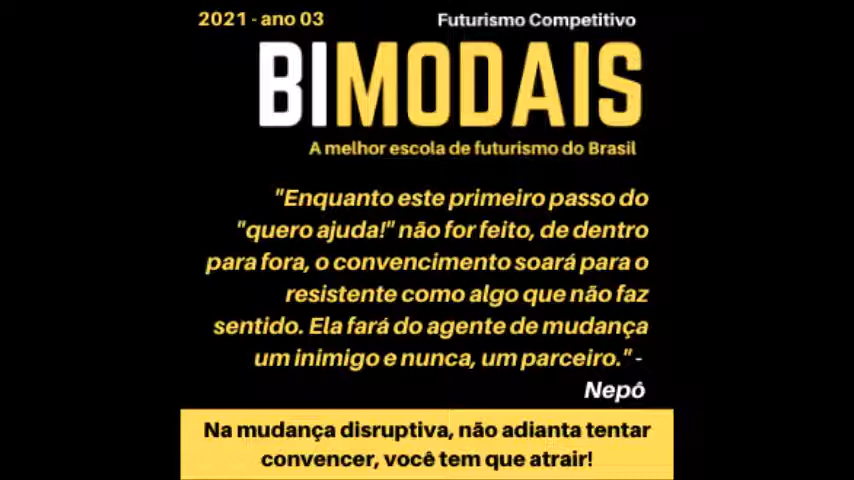 2021 - ano 03
Futurismo Competitivo
BIMODAIS
A melhor escola de futurismo do Brasil
"Enquanto este primeiro passo do
"quero ajuda!" não for feito, de dentro
para fora, o convencimento soará para o
resistente como algo que não faz
sentido. Ela fará do agente de mudança
um inimigo e nunca, um parceiro." -
Nepô
Na mudança disruptiva, não adianta tentar
convencer, você tem que atrair!